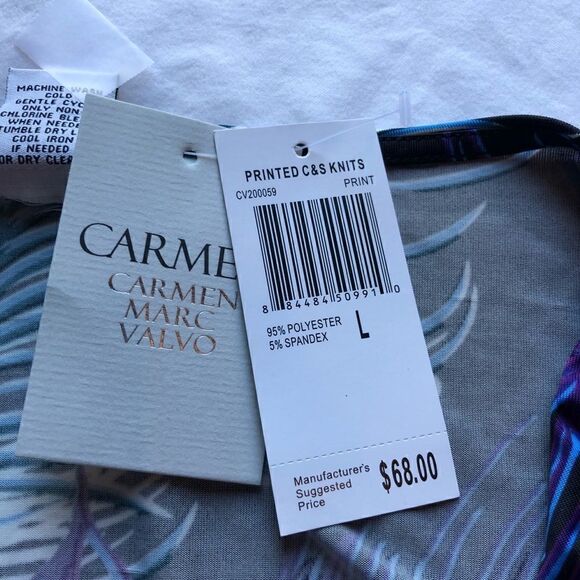 MACHINE WASH
COLD
GENTLE CYC
ONLY NON
CHLORINE BLE
WHEN NEEDE
TUMBLE DRY L
COOL IRON
IF NEEDED
OR DRY CLEA
CARME
CARMEN
MARC
VALVO
PRINTED C&S KNITS
CV200059 PRINT
8 84484 50991 0
95% POLYESTER
5% SPANDEX L
Manufacturer's
Suggested
Price $68.00